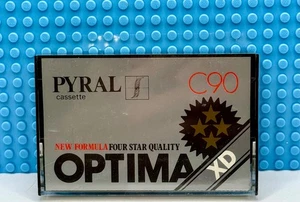 PYRAL C90
cassette
NEW FORMULA FOUR STAR QUALITY
OPTIMA XD